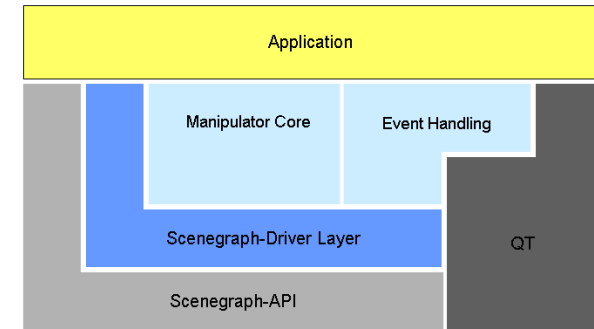 Application
Manipulator Core
Event Handling
Scenegraph-Driver Layer
QT
Scenegraph-API